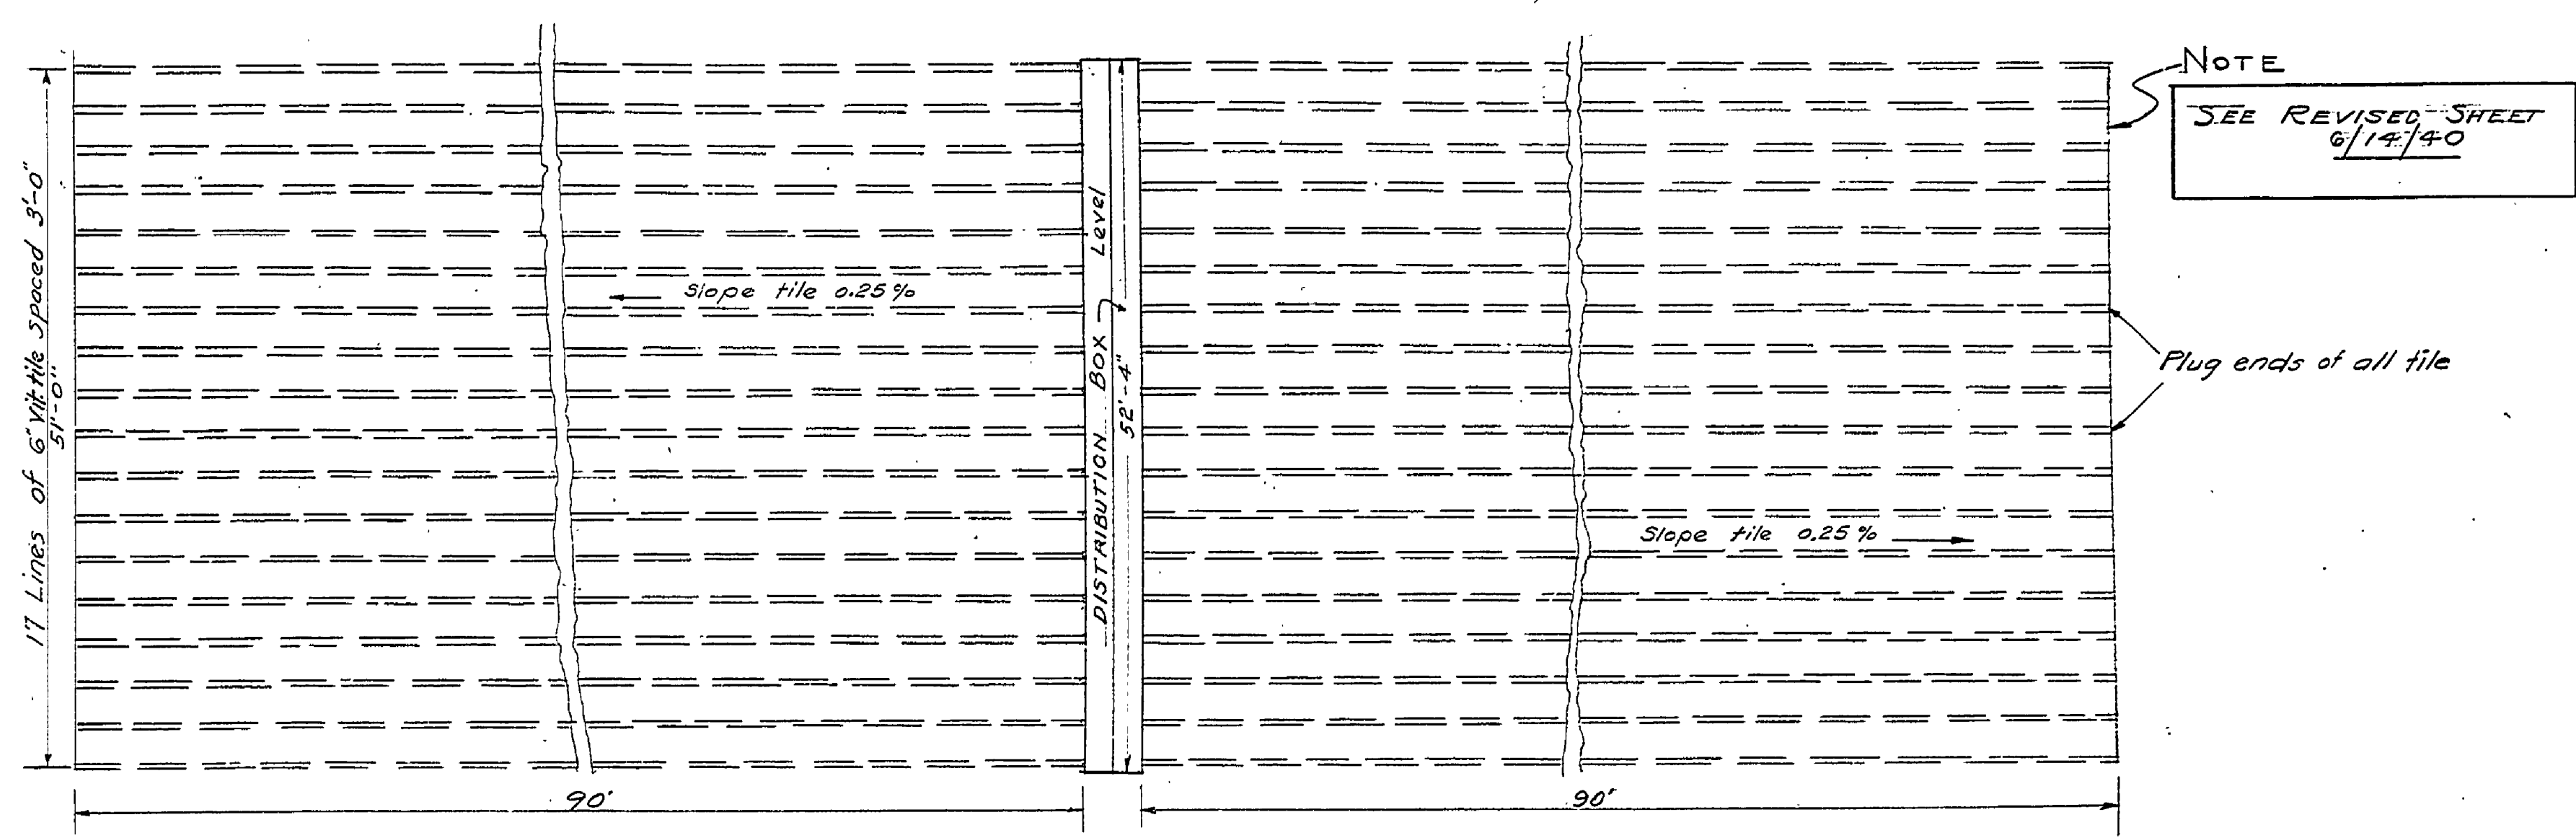 NOTE
SEE REVISED SHEET
6/14/40
17 Lines of 6" Vit. tile spaced 3'-0"
51'-0"
Slope tile 0.25%
DISTRIBUTION BOX Level
52'-4"
Plug ends of all tile
Slope tile 0.25%
90'
90'